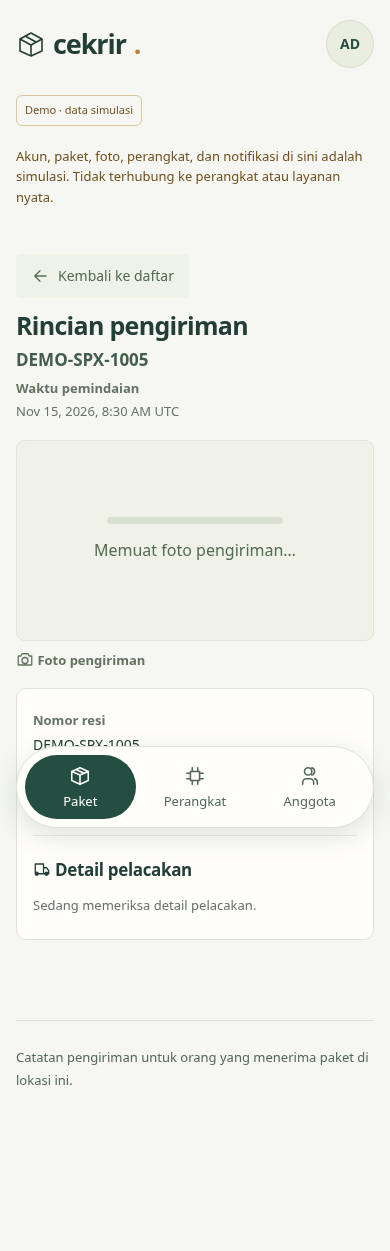 cekrir.
AD
Demo · data simulasi
Akun, paket, foto, perangkat, dan notifikasi di sini adalah
simulasi. Tidak terhubung ke perangkat atau layanan
nyata.
Kembali ke daftar
Rincian pengiriman
DEMO-SPX-1005
Waktu pemindaian
Nov 15, 2026, 8:30 AM UTC
Memuat foto pengiriman...
Foto pengiriman
Nomor resi
DEMO-SPX-1005
Paket
Perangkat
Anggota
Detail pelacakan
Sedang memeriksa detail pelacakan.
Catatan pengiriman untuk orang yang menerima paket di
lokasi ini.